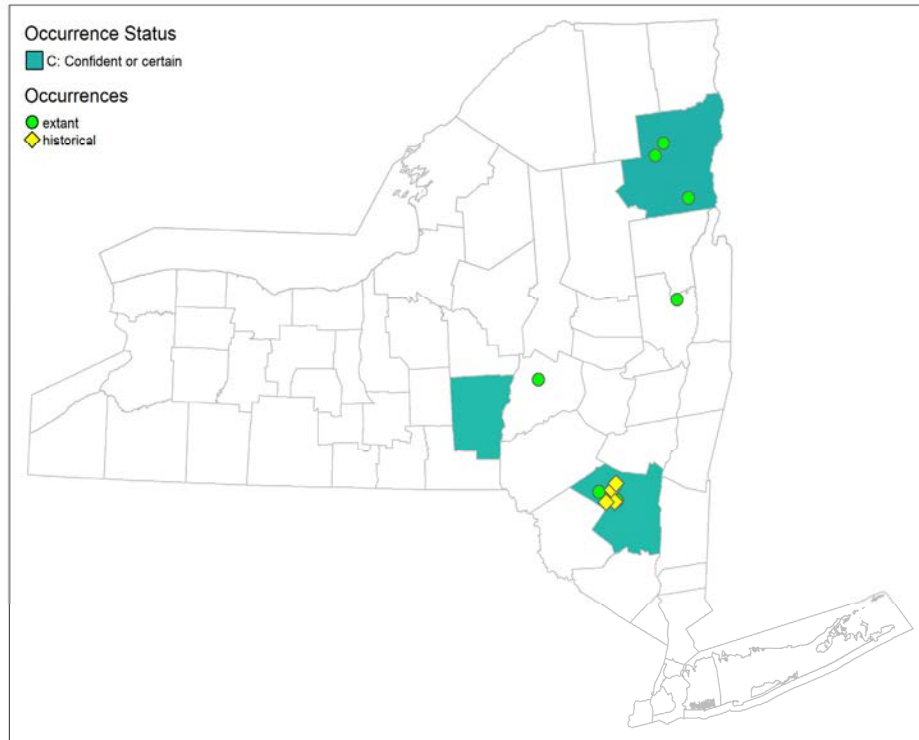 Occurrence Status
C: Confident or certain
Occurrences
extant
historical